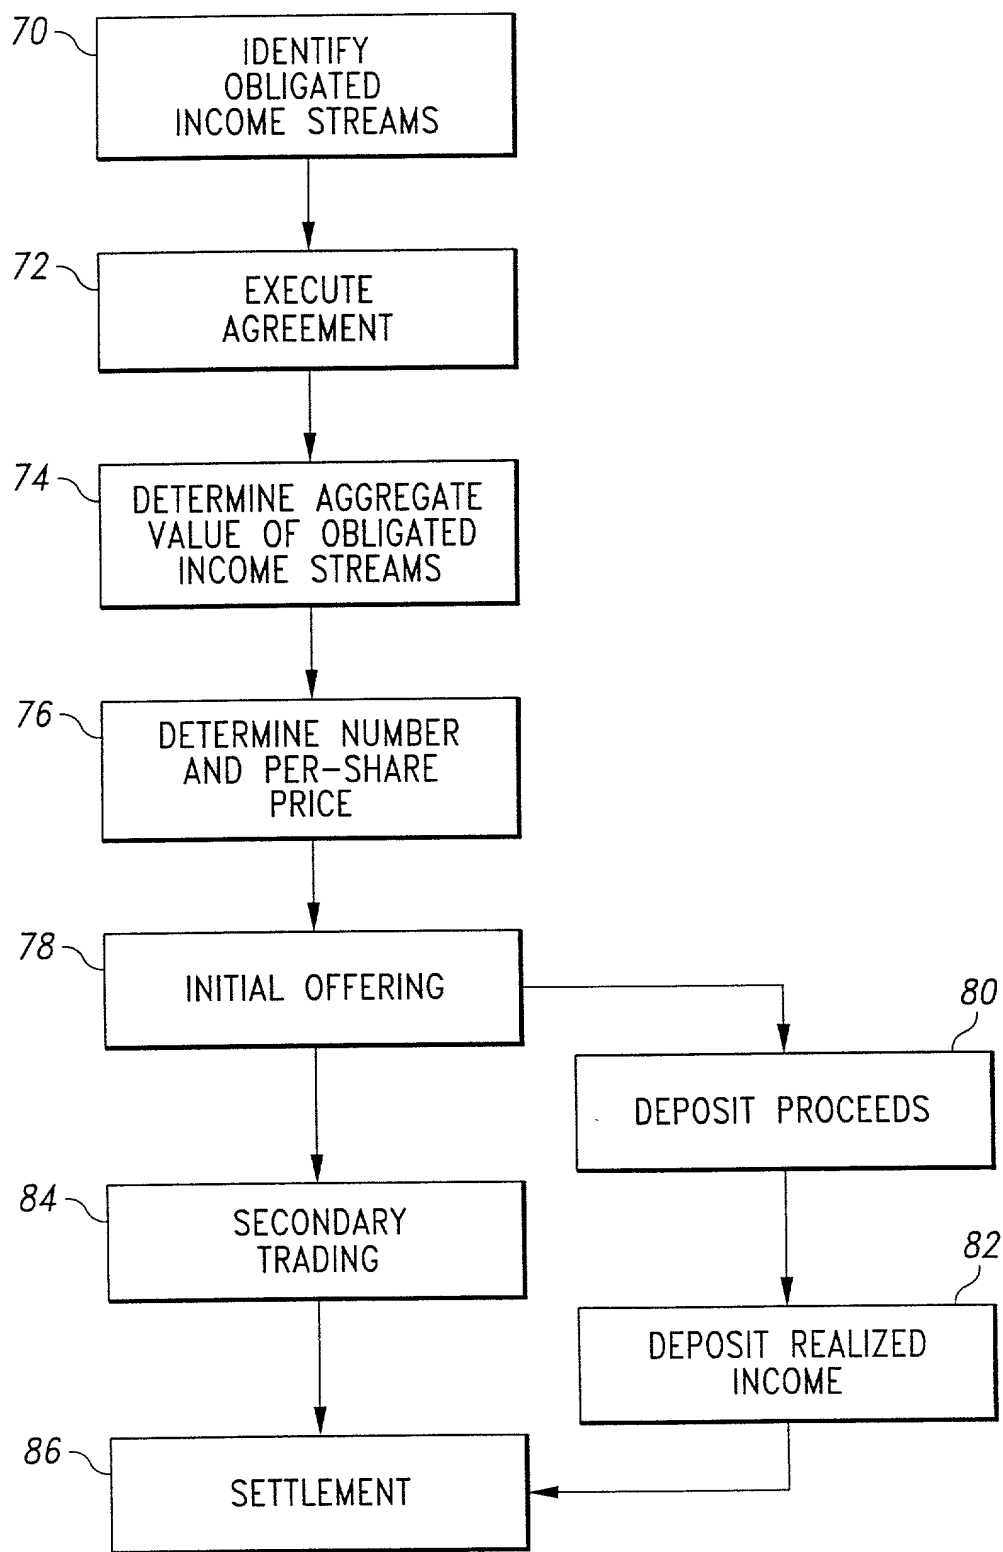 70
IDENTIFY
OBLIGATED
INCOME STREAMS
72
EXECUTE
AGREEMENT
74
DETERMINE AGGREGATE
VALUE OF OBLIGATED
INCOME STREAMS
76
DETERMINE NUMBER
AND PER-SHARE
PRICE
78
INITIAL OFFERING
80
DEPOSIT PROCEEDS
84
SECONDARY
TRADING
82
DEPOSIT REALIZED
INCOME
86
SETTLEMENT